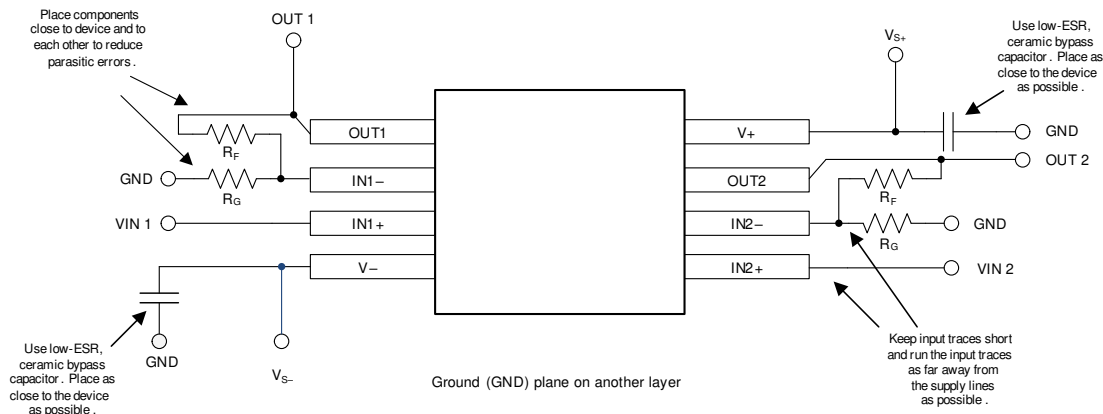 Place components
close to device and to
each other to reduce
parasitic errors .
OUT 1
VS+
Use low-ESR,
ceramic bypass
capacitor . Place as
close to the device
as possible .
OUT1
V+
GND
RF
OUT2
OUT 2
GND
RG
IN1−
RF
VIN 1
IN1+
IN2−
RG
GND
V−
IN2+
VIN 2
Use low-ESR,
ceramic bypass
capacitor . Place as
close to the device
as possible .
GND
VS−
Ground (GND) plane on another layer
Keep input traces short
and run the input traces
as far away from
the supply lines
as possible .